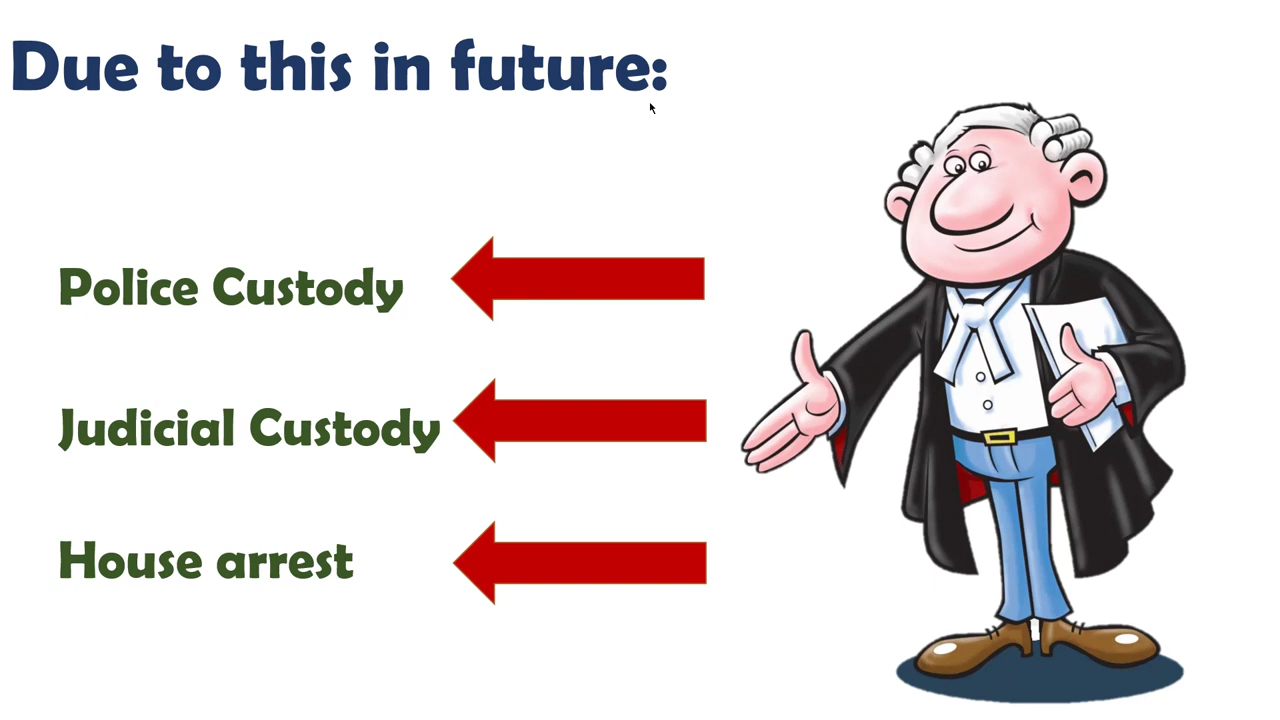 Due to this in future:
Police Custody
Judicial Custody
House arrest